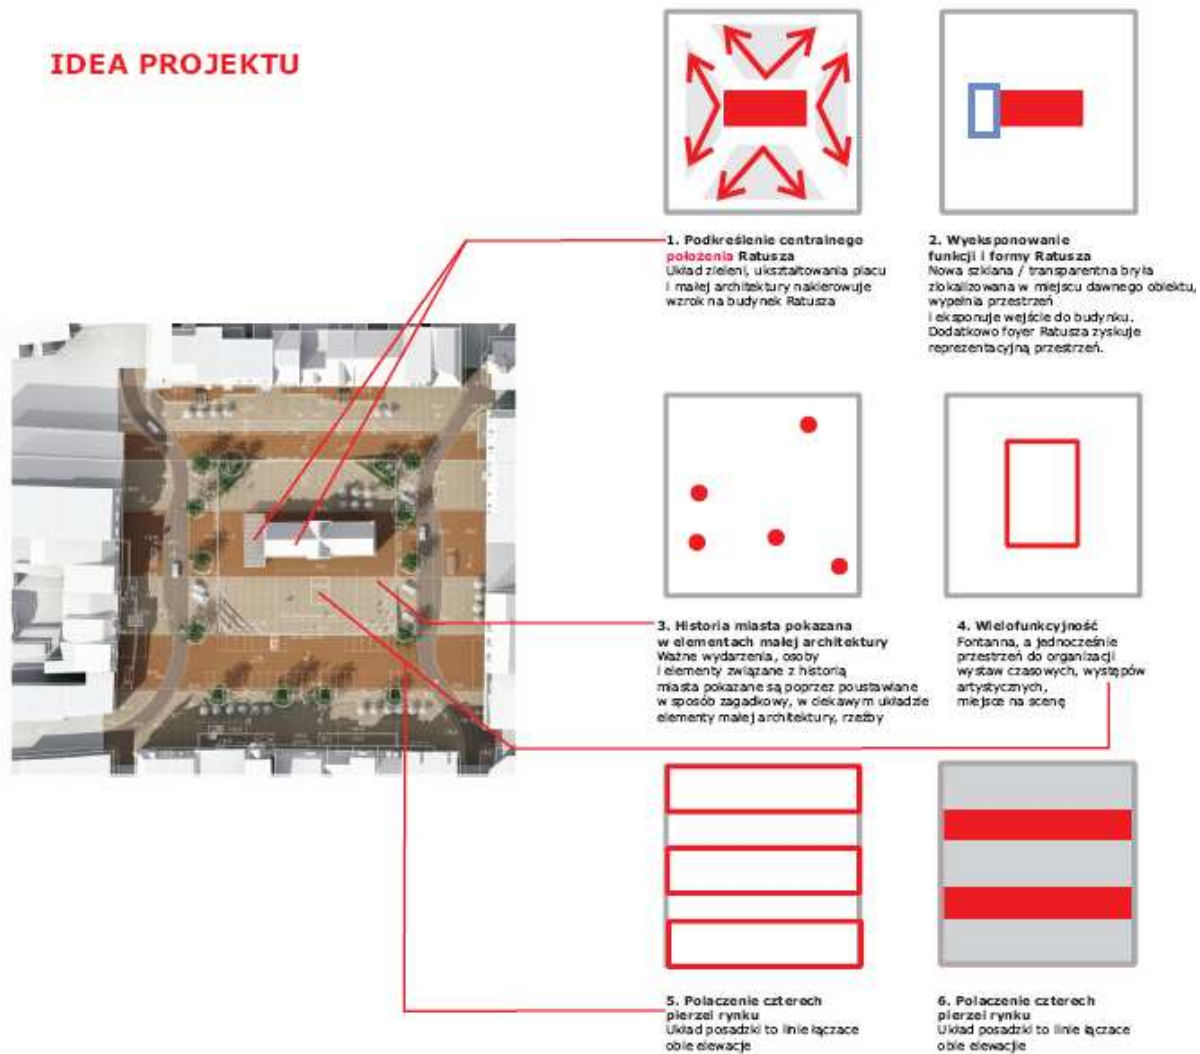 IDEA PROJEKTU
1. Podkreślenie centralnego
położenia Ratusza
Układ zieleni, ukształtowania placu
i małej architektury nakierowuje
wzrok na budynek Ratusza
2. Wyeksponowanie
funkcji i formy Ratusza
Nowa szklana / transparentna bryła
zlokalizowana w miejscu dawnego obiektu,
wypełnia przestrzeń
i eksponuje wejście do budynku.
Dodatkowo foyer Ratusza zyskuje
reprezentacyjną przestrzeń.
3. Historia miasta pokazana
w elementach małej architektury
Ważne wydarzenia, osoby
i elementy związane z historią
miasta pokazane są poprzez poustawiane
w sposób zagadkowy, w ciekawym układzie
elementy małej architektury, rzeźby
4. Wielofunkcyjność
Fontanna, a jednocześnie
przestrzeń do organizacji
wystaw czasowych, występów
artystycznych,
miejsce na scenę
5. Polaczenie czterech
pierzei rynku
Układ posadzki to linie łączace
obie elewacje
6. Polaczenie czterech
pierzei rynku
Układ posadzki to linie łączace
obie elewacjie